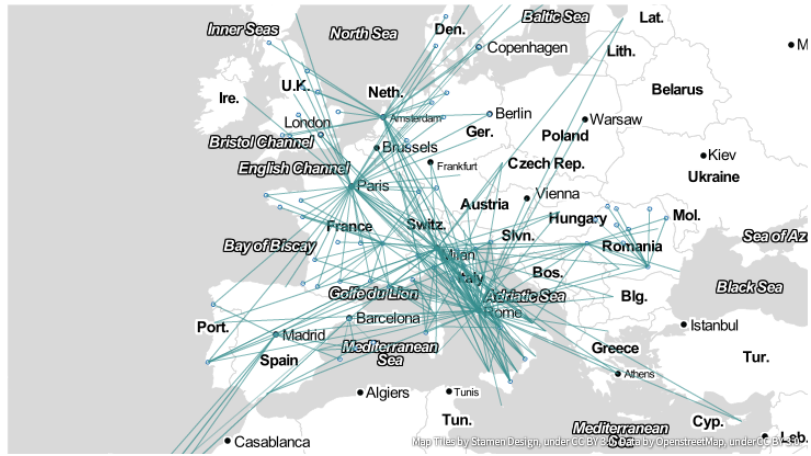 Inner Seas
North Sea
Den.
Baltic Sea
Lat.
Copenhagen
Lith.
M
U.K.
Neth.
Belarus
Ire.
London
Amsterdam
Berlin
Warsaw
Bristol Channel
Brussels
Ger.
Poland
Kiev
English Channel
Frankfurt
Czech Rep.
Ukraine
Paris
Austria
Vienna
France
Switz.
Hungary
Mol.
Bay of Biscay
Slvn.
Romania
Sea of Az
Milan
Italy
Bos.
Golfe du Lion
Adriatic Sea
Blg.
Black Sea
Port.
Barcelona
Rome
Istanbul
Madrid
Mediterranean
Sea
Greece
Tur.
Spain
Athens
Algiers
Tunis
Tun.
Cyp.
Casablanca
Mediterranean
Leb.